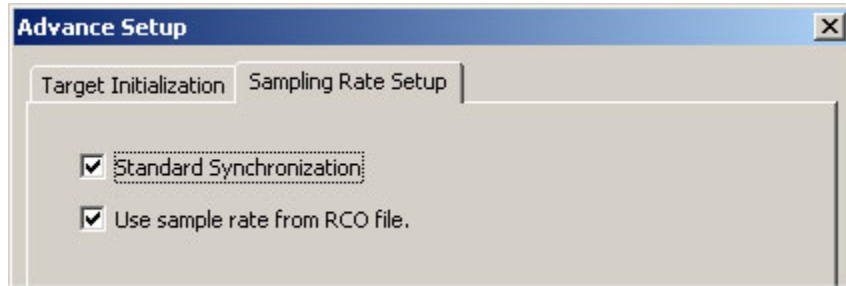 Advance Setup
Target Initialization Sampling Rate Setup
Standard Synchronization
Use sample rate from RCO file.